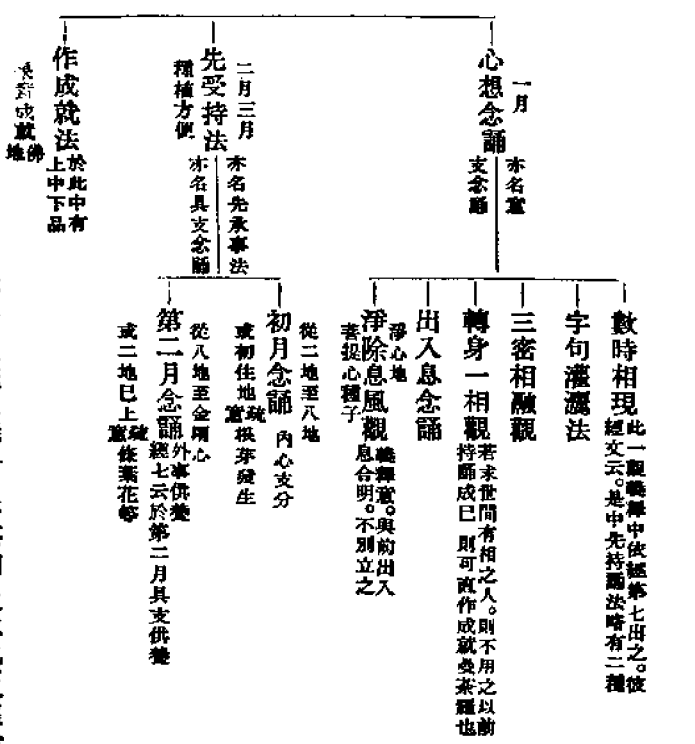 一月
心想念誦
亦名意
支念誦
數時相現
此一觀義釋中依經第七出之。彼
經文云。是中先持誦法略有二種
字句灌灑法
三密相融觀
轉身一相觀
若求世間有相之人。則不用之以前
持誦成已 則可直作成就曼茶羅也
出入息念誦
淨心地
淨除息風觀
菩提心種子
義釋意。與前出入
息合明。不別立之
二月三月
先受持法
種植方便
亦名先承事法
亦名具支念誦
從二地至八地
初月念誦
內心支分
或初住地
疏意
根芽發生
從八地至金剛心
第二月念誦
外事供養
經七云於第二月具支供養
或二地已上
疏意
條葉花等
作成就法
於此中有
上中下品
成就佛
地